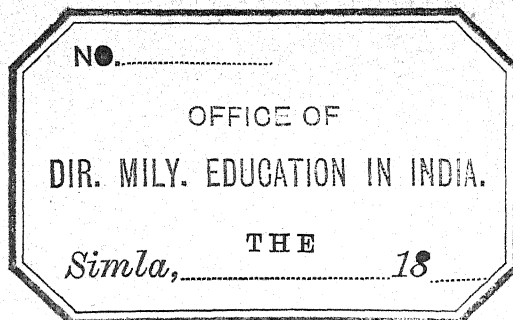 NO.
OFFICE OF
DIR. MILY. EDUCATION IN INDIA.
THE
Simla, 18